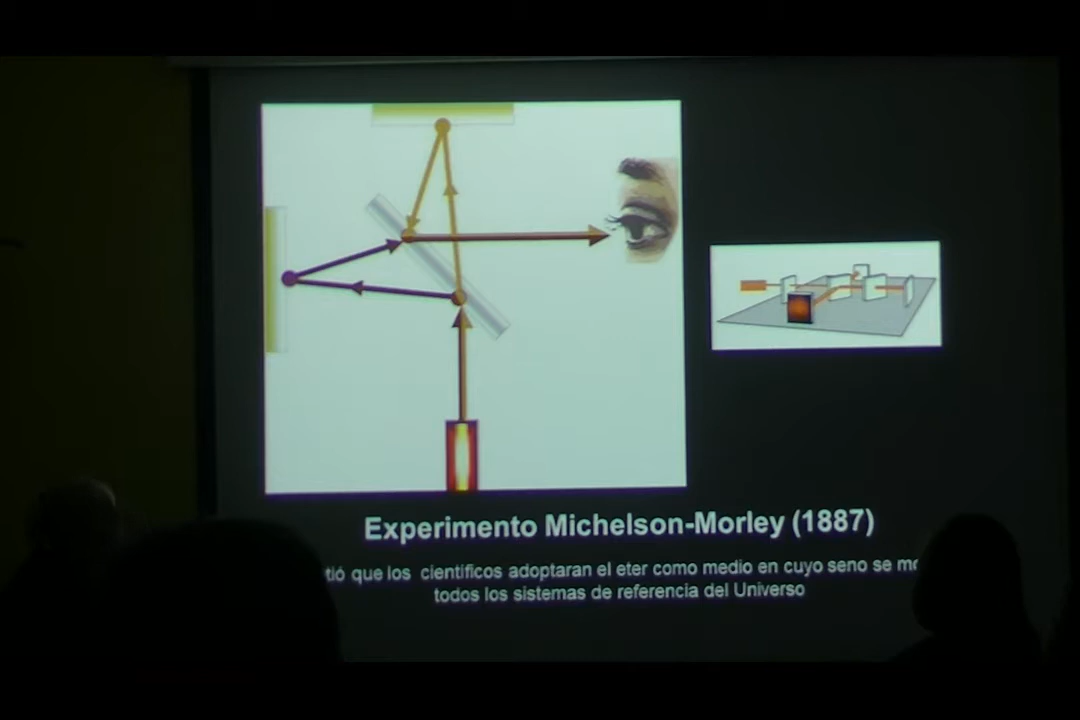 Experimento Michelson-Morley (1887)
que los cientificos adoptaran el eter como medio en cuyo seno se
todos los sistemas de referencia del Universo